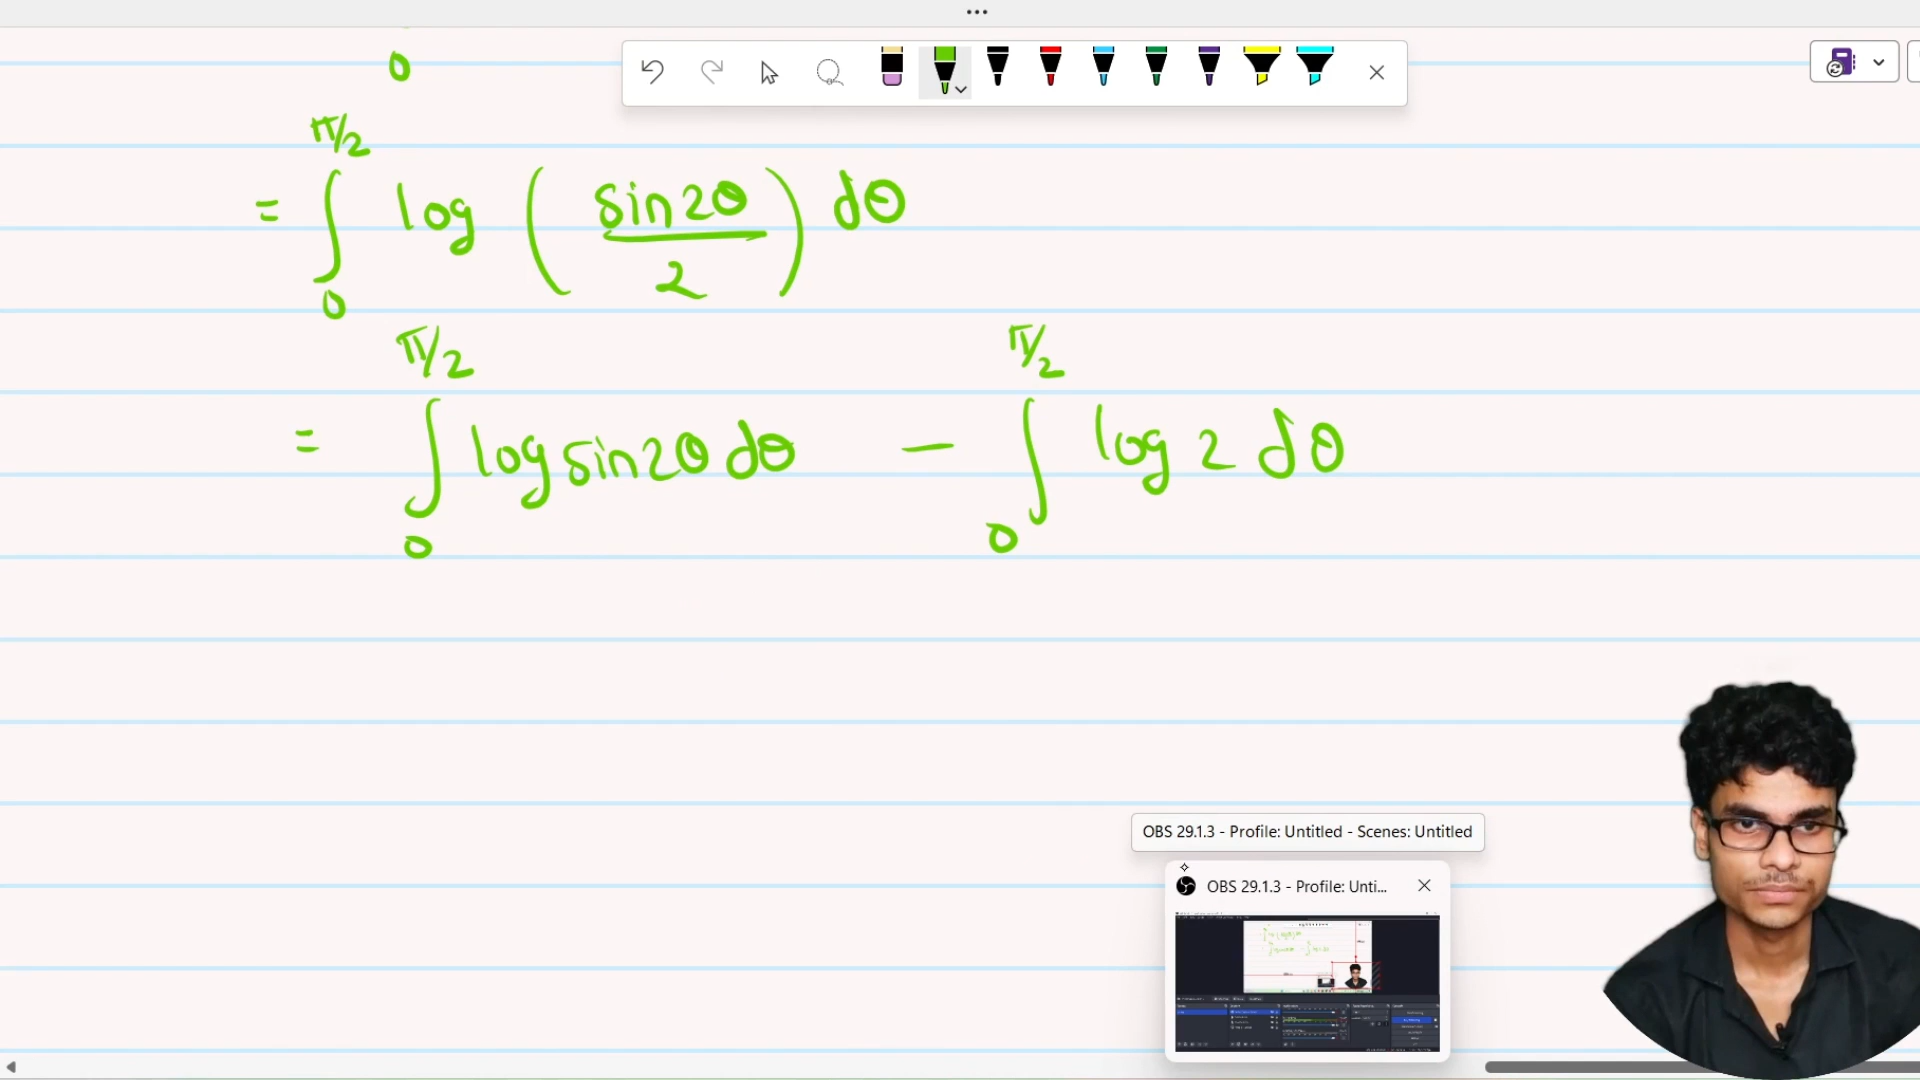 0
π/2
= ∫ log ( sin2θ / 2 ) dθ
0
π/2 π/2
= ∫ log sin2θ dθ - ∫ log 2 dθ
0 0
OBS 29.1.3 - Profile: Untitled - Scenes: Untitled
OBS 29.1.3 - Profile: Unti...